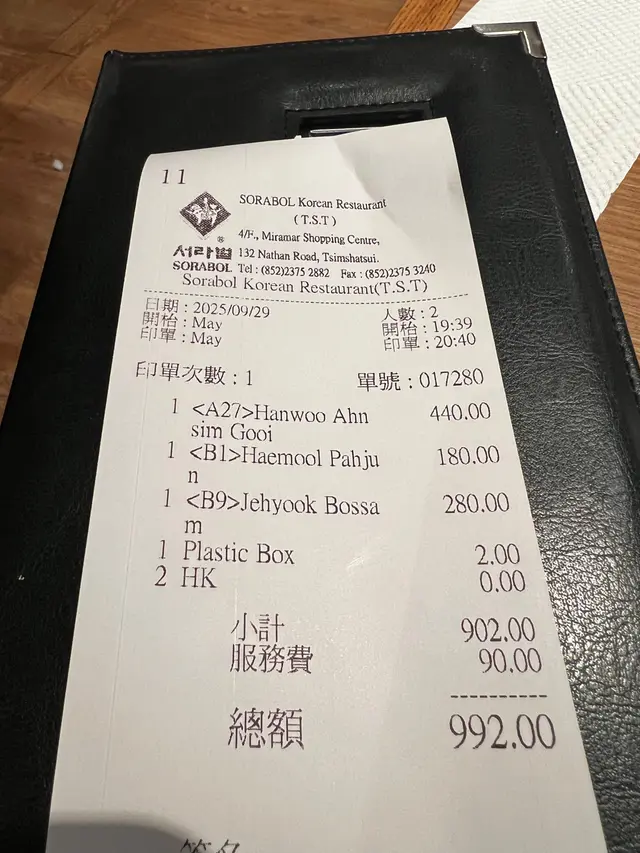 11
SORABOL Korean Restaurant
( T.S.T )
4/F., Miramar Shopping Centre,
132 Nathan Road, Tsimshatsui.
서라벌
®
SORABOL Tel : (852)2375 2882 Fax : (852)2375 3240
Sorabol Korean Restaurant(T.S.T)
日期 : 2025/09/29 人數 : 2
開枱 : May 開枱 : 19:39
印單 : May 印單 : 20:40
印單次數 : 1 單號 : 017280
1 <A27>Hanwoo Ahn 440.00
sim Gooi
1 <B1>Haemool Pahju 180.00
n
1 <B9>Jehyook Bossa 280.00
m
1 Plastic Box 2.00
2 HK 0.00
小計 902.00
服務費 90.00
----------
總額 992.00